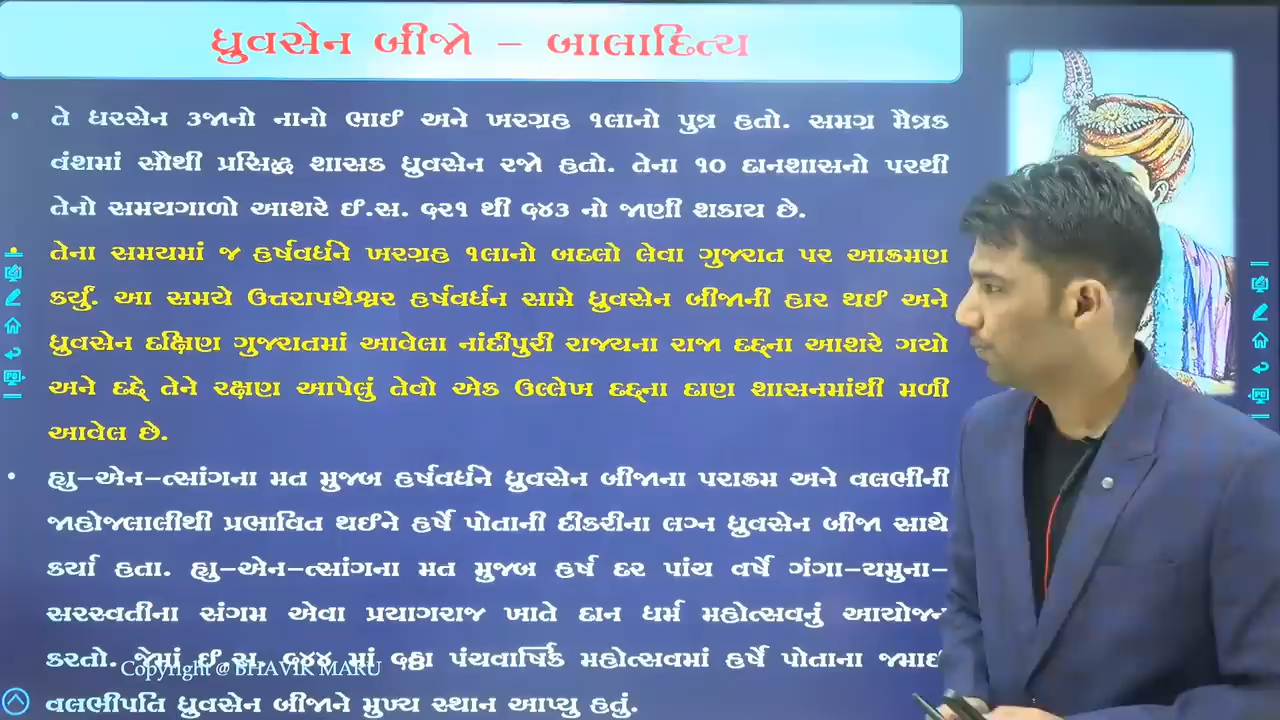 ધ્રુવસેન બીજો – બાલાદિત્ય
• તે ધરસેન ૩જાનો નાનો ભાઈ અને ખરગ્રહ ૧લાનો પુત્ર હતો. સમગ્ર મૈત્રક
વંશમાં સૌથી પ્રસિદ્ધ શાસક ધ્રુવસેન રજો હતો. તેના ૧૦ દાનશાસનો પરથી
તેનો સમયગાળો આશરે ઈ.સ. ૬૨૧ થી ૬૪૩ નો જાણી શકાય છે.
• તેના સમયમાં જ હર્ષવર્ધને ખરગ્રહ ૧લાનો બદલો લેવા ગુજરાત પર આક્રમણ
કર્યું. આ સમયે ઉત્તરાપથેશ્વર હર્ષવર્ધન સામે ધ્રુવસેન બીજાની હાર થઈ અને
ધ્રુવસેન દક્ષિણ ગુજરાતમાં આવેલા નાંદીપુરી રાજ્યના રાજા દદ્દના આશરે ગયો
અને દદ્દે તેને રક્ષણ આપેલું તેવો એક ઉલ્લેખ દદ્દના દાણ શાસનમાંથી મળી
આવેલ છે.
• હ્યુ–એન–ત્સાંગના મત મુજબ હર્ષવર્ધને ધ્રુવસેન બીજાના પરાક્રમ અને વલભીની
જાહોજલાલીથી પ્રભાવિત થઈને હર્ષે પોતાની દીકરીના લગ્ન ધ્રુવસેન બીજા સાથે
કર્યા હતા. હ્યુ–એન–ત્સાંગના મત મુજબ હર્ષ દર પાંચ વર્ષે ગંગા–યમુના–
સરસ્વતીના સંગમ એવા પ્રયાગરાજ ખાતે દાન ધર્મ મહોત્સવનું આયોજન
કરતો. જેમાં ઈ.સ. ૬૪૪ માં પંચવાર્ષિક મહોત્સવમાં હર્ષે પોતાના જમાઈ
Copyright @ BHAVIK MARU
વલભીપતિ ધ્રુવસેન બીજાને મુખ્ય સ્થાન આપ્યુ હતું.